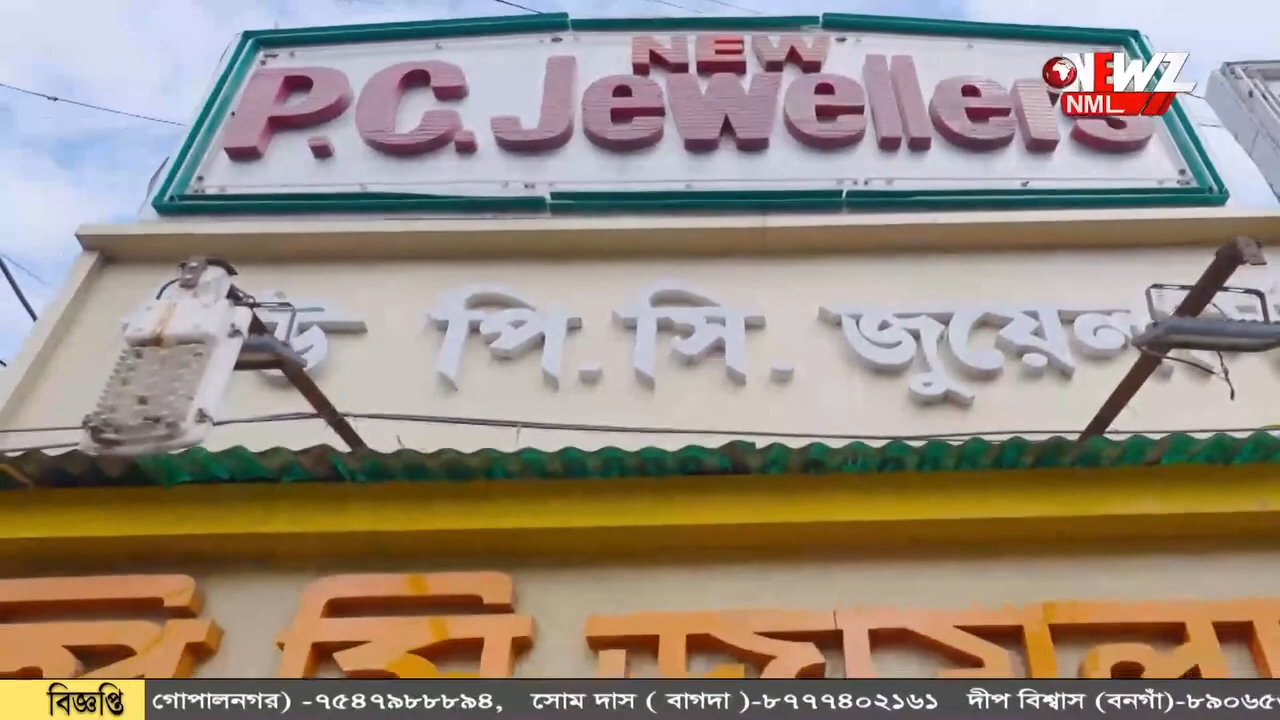 NEW
P.C. Jewellers
NEWZ
NML
পি.সি. জুয়েল
বিজ্ঞপ্তি
গোপালনগর) -৭৫৪৭৯৮৮৮৯৪, সোম দাস ( বাগদা )-৮৭৭৭৪০২১৬১ দীপ বিশ্বাস (বনগাঁ)-৮৯০৬৫